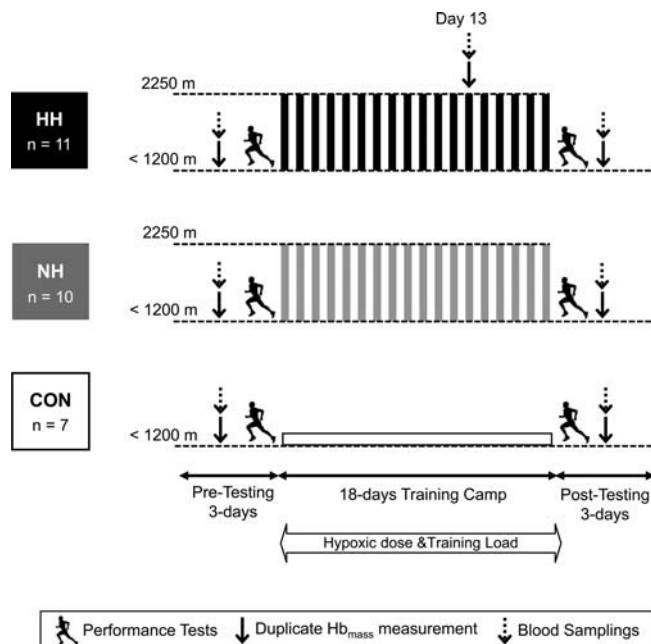 Day 13
2250 m
HH
n = 11
< 1200 m
2250 m
NH
n = 10
< 1200 m
CON
n = 7
< 1200 m
Pre-Testing
3-days
18-days Training Camp
Post-Testing
3-days
Hypoxic dose &Training Load
Performance Tests
Duplicate Hbmass measurement
Blood Samplings